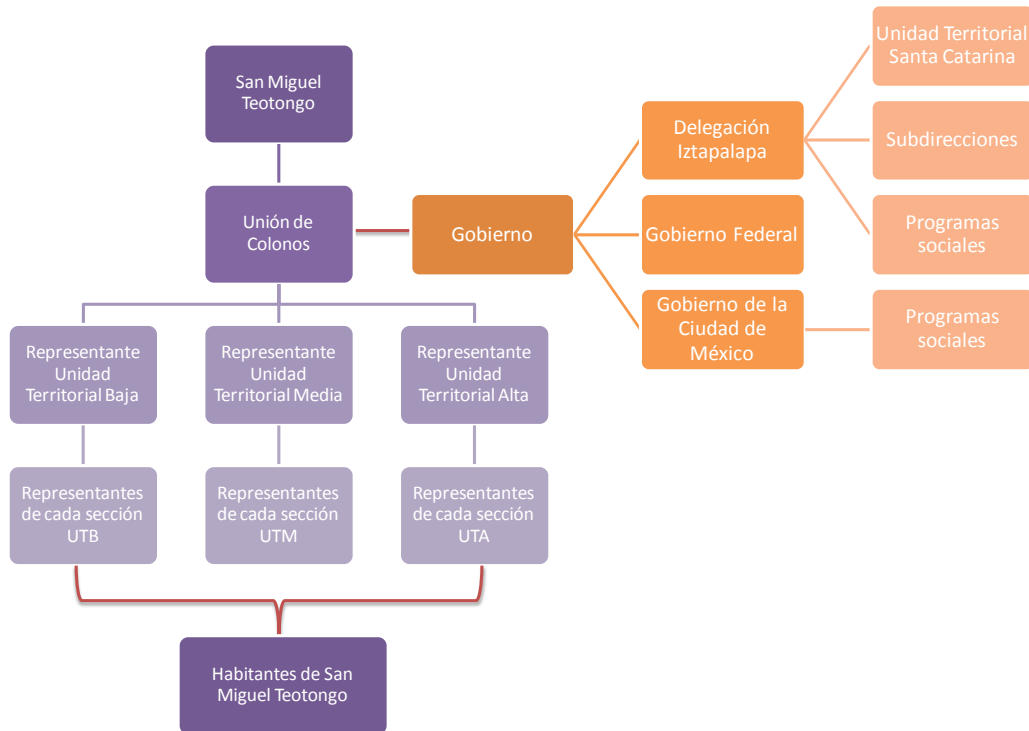 San Miguel
Teotongo
Unión de
Colonos
Representante
Unidad
Territorial Baja
Representante
Unidad
Territorial Media
Representante
Unidad
Territorial Alta
Representantes
de cada sección
UTB
Representantes
de cada sección
UTM
Representantes
de cada sección
UTA
Habitantes de San
Miguel Teotongo
Gobierno
Delegación
Iztapalapa
Gobierno Federal
Gobierno de la
Ciudad de
México
Unidad Territorial
Santa Catarina
Subdirecciones
Programas
sociales
Programas
sociales